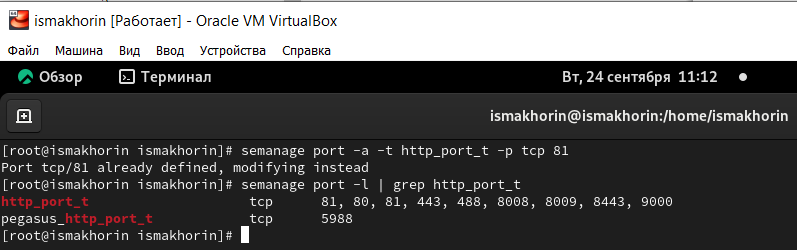 ismakhorin [Работает] - Oracle VM VirtualBox
Файл Машина Вид Ввод Устройства Справка
Обзор Терминал Вт, 24 сентября 11:12
ismakhorin@ismakhorin:/home/ismakhorin
[root@ismakhorin ismakhorin]# semanage port -a -t http_port_t -p tcp 81
Port tcp/81 already defined, modifying instead
[root@ismakhorin ismakhorin]# semanage port -l | grep http_port_t
http_port_t tcp 81, 80, 81, 443, 488, 8008, 8009, 8443, 9000
pegasus_http_port_t tcp 5988
[root@ismakhorin ismakhorin]#